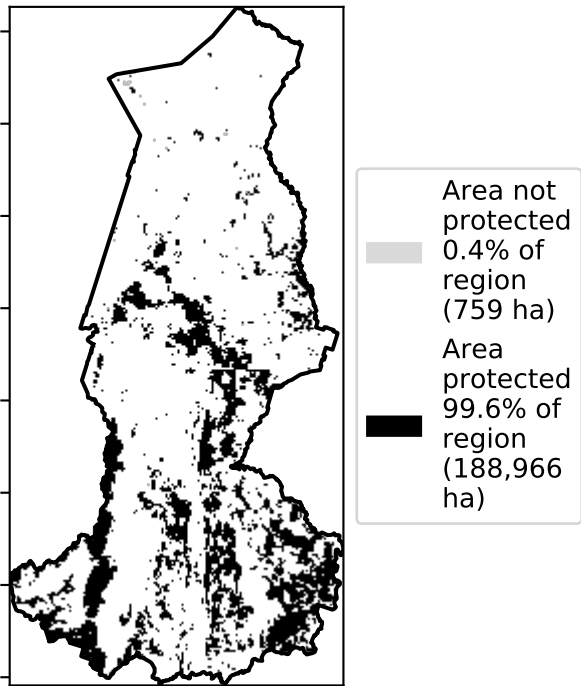 Area not
protected
0.4% of
region
(759 ha)
Area
protected
99.6% of
region
(188,966
ha)